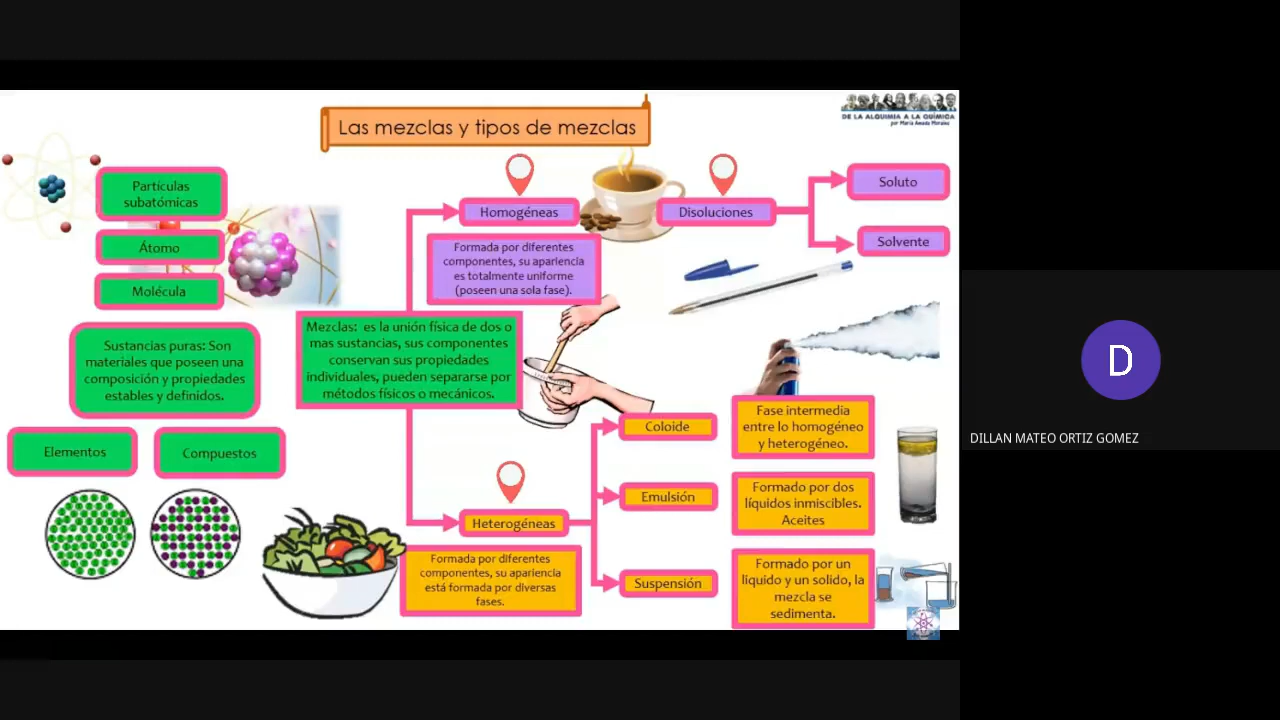 Las mezclas y tipos de mezclas
DE LA ALQUIMIA A LA QUÍMICA
por María Amada Morales
Partículas
subatómicas
Átomo
Molécula
Sustancias puras: Son
materiales que poseen una
composición y propiedades
estables y definidos.
Elementos
Compuestos
Homogéneas
Formada por diferentes
componentes, su apariencia
es totalmente uniforme
(poseen una sola fase).
Disoluciones
Soluto
Solvente
Mezclas: es la unión física de dos o
mas sustancias, sus componentes
conservan sus propiedades
individuales, pueden separarse por
métodos físicos o mecánicos.
Heterogéneas
Formada por diferentes
componentes, su apariencia
está formada por diversas
fases.
Coloide
Fase intermedia
entre lo homogéneo
y heterogéneo.
Emulsión
Formado por dos
líquidos inmiscibles.
Aceites
Suspensión
Formado por un
liquido y un solido, la
mezcla se
sedimenta.
D
DILLAN MATEO ORTIZ GOMEZ